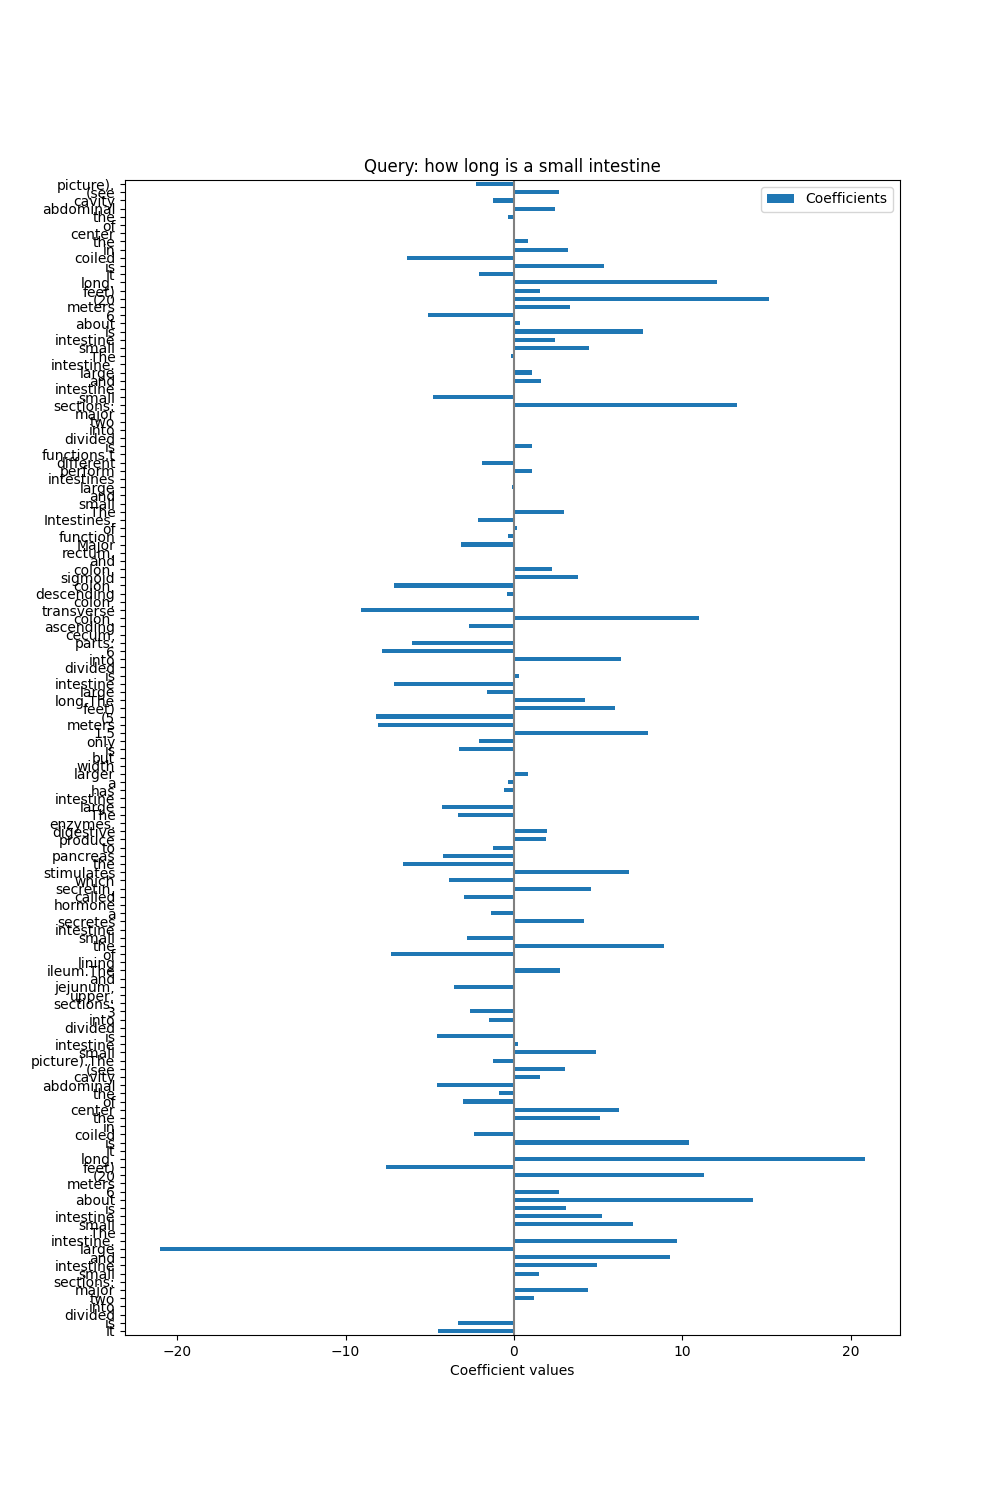 Query: how long is a small intestine
Coefficients
picture).
(see
cavity
abdominal
the
of
center
the
in
coiled
is
it
long,
feet)
(20
meters
6
about
is
intestine
small
The
intestine.
large
and
intestine
small
sections:
major
two
into
divided
is
functions.t
different
perform
intestines
large
and
small
The
Intestines.
of
function
Major
rectum.
and
colon,
sigmoid
colon,
descending
colon,
transverse
colon,
ascending
cecum,
parts:
6
into
divided
is
intestine
large
long.The
feet)
(5
meters
1.5
only
is
but
width
larger
a
has
intestine
large
The
enzymes.
digestive
produce
to
pancreas
the
stimulates
which
secretin,
called
hormone
a
secretes
intestine
small
the
of
lining
ileum.The
and
jejunum,
upper,
sections:
3
into
divided
is
intestine
small
picture).The
(see
cavity
abdominal
the
of
center
the
in
coiled
is
it
long,
feet)
(20
meters
6
about
is
intestine
small
The
intestine.
large
and
intestine
small
sections:
major
two
into
divided
is
It
−20 −10 0 10 20
Coefficient values